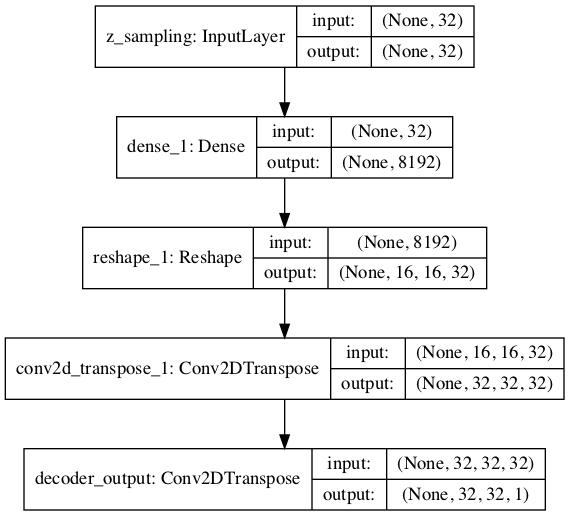 z_sampling: InputLayer
input: (None, 32)
output: (None, 32)
dense_1: Dense
input: (None, 32)
output: (None, 8192)
reshape_1: Reshape
input: (None, 8192)
output: (None, 16, 16, 32)
conv2d_transpose_1: Conv2DTranspose
input: (None, 16, 16, 32)
output: (None, 32, 32, 32)
decoder_output: Conv2DTranspose
input: (None, 32, 32, 32)
output: (None, 32, 32, 1)